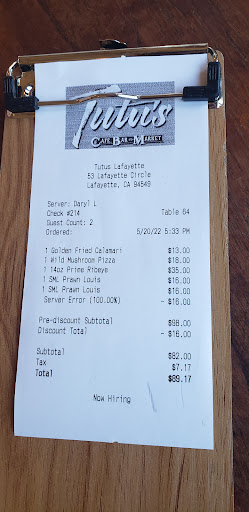 Tutu's
CAFE, BAR AND MARKET
Tutus Lafayette
53 Lafayette Circle
Lafayette, CA 94549
Server: Daryl L
Check #214 Table 64
Guest Count: 2
Ordered: 5/20/22 5:33 PM
1 Golden Fried Calamari $13.00
1 Wild Mushroom Pizza $18.00
1 14oz Prime Ribeye $35.00
1 SML Prawn Louis $16.00
1 SML Prawn Louis $16.00
Server Error (100.00%) - $16.00
Pre-discount Subtotal $98.00
Discount Total - $16.00
Subtotal $82.00
Tax $7.17
Total $89.17
Now Hiring